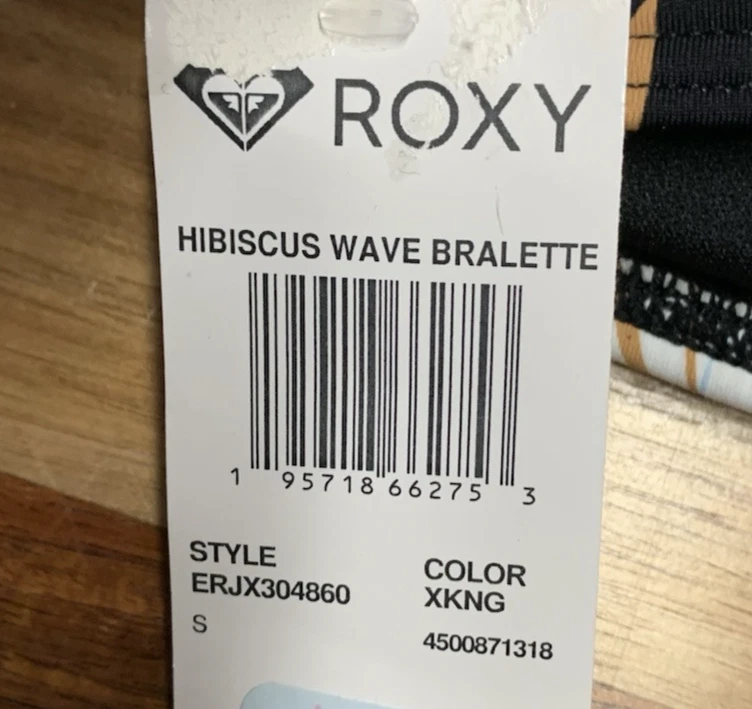 ROXY
HIBISCUS WAVE BRALETTE
1 95718 66275 3
STYLE
ERJX304860
S
COLOR
XKNG
4500871318